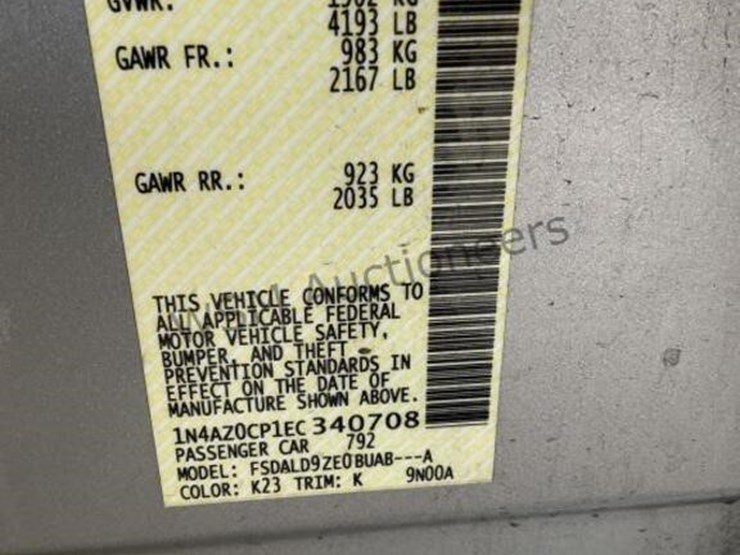 GVWR:
4193 LB
GAWR FR.: 983 KG
2167 LB
GAWR RR.: 923 KG
2035 LB
Auctioneers
THIS VEHICLE CONFORMS TO
ALL APPLICABLE FEDERAL
MOTOR VEHICLE SAFETY,
BUMPER, AND THEFT
PREVENTION STANDARDS IN
EFFECT ON THE DATE OF
MANUFACTURE SHOWN ABOVE.
1N4AZ0CP1EC340708
PASSENGER CAR 792
MODEL: FSDALD9ZE0BUAB---A
COLOR: K23 TRIM: K 9N00A